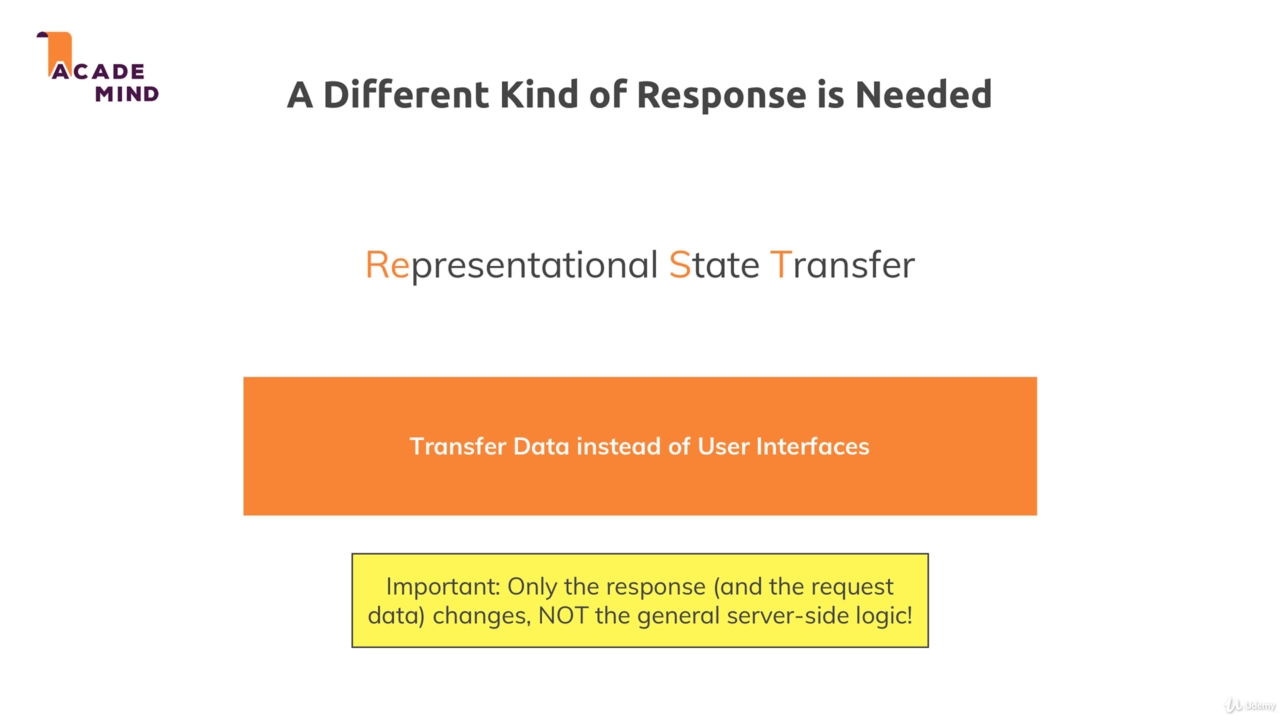 ACADE
MIND
A Different Kind of Response is Needed
Representational State Transfer
Transfer Data instead of User Interfaces
Important: Only the response (and the request
data) changes, NOT the general server-side logic!
Udemy